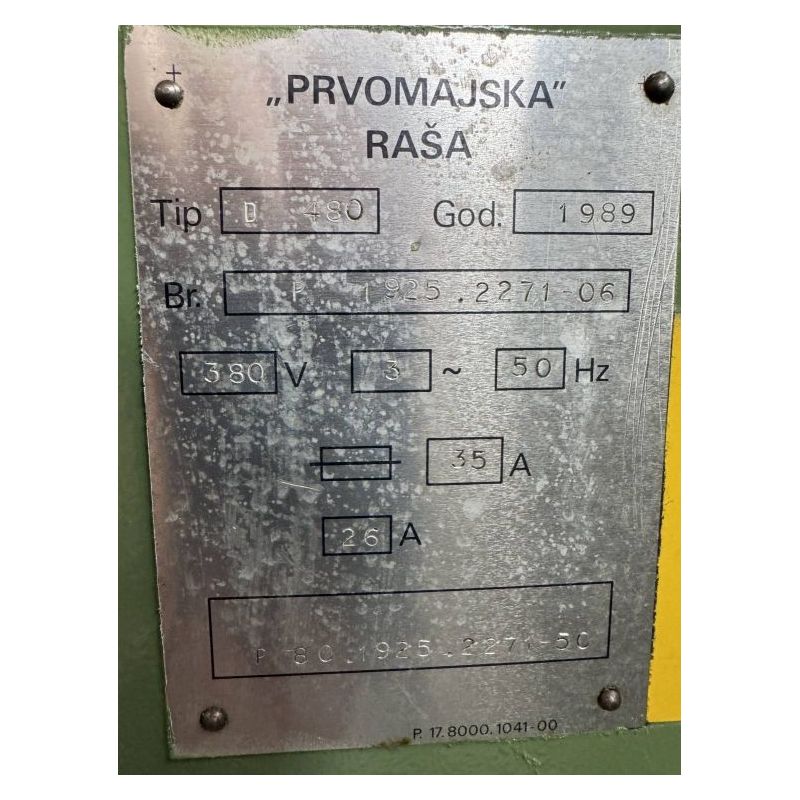 „PRVOMAJSKA”
RAŠA
Tip D 480 God. 1989
Br. P. 1925.2271-06
380 V 3 ~ 50 Hz
35 A
26 A
P 80.1925.2271-50
P. 17.8000.1041-00